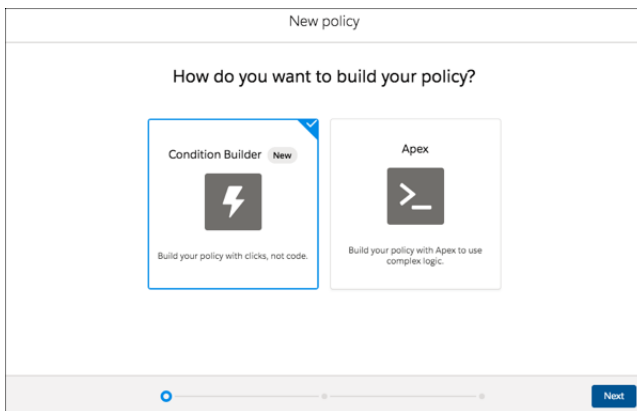 New policy
How do you want to build your policy?
Condition Builder New
Build your policy with clicks, not code.
Apex
Build your policy with Apex to use
complex logic.
Next